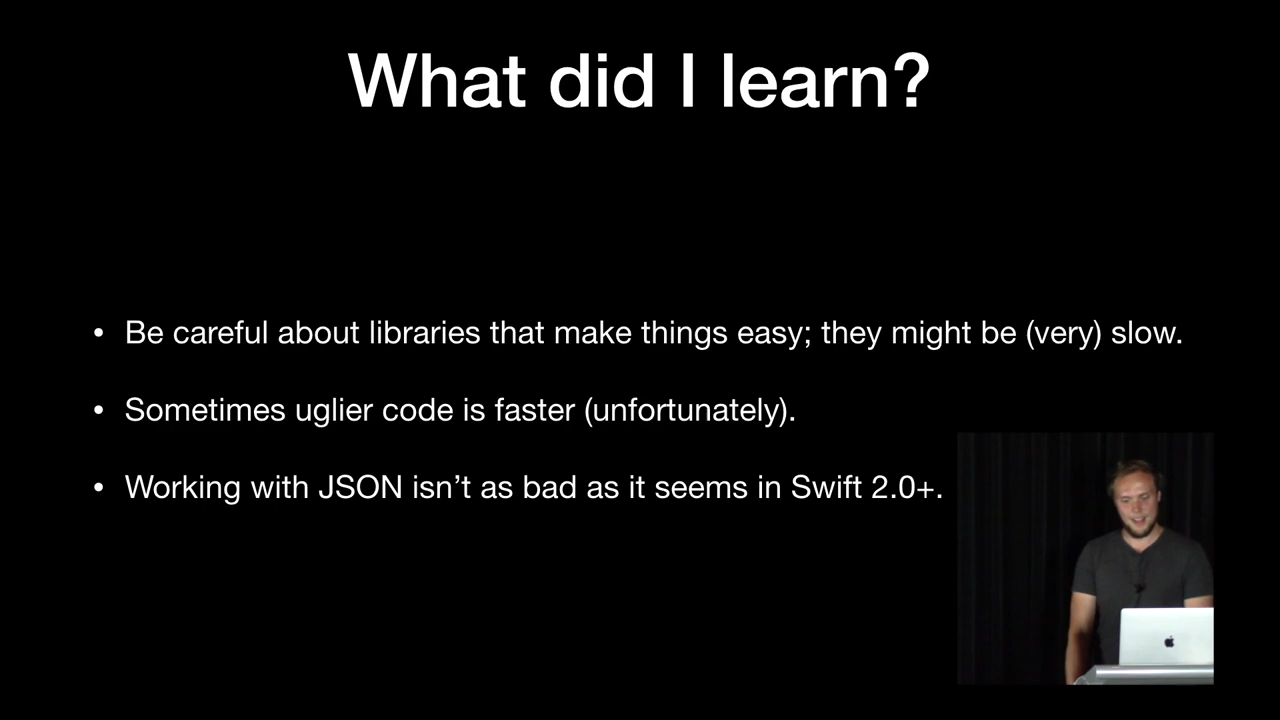 What did I learn?
• Be careful about libraries that make things easy; they might be (very) slow.
• Sometimes uglier code is faster (unfortunately).
• Working with JSON isn’t as bad as it seems in Swift 2.0+.